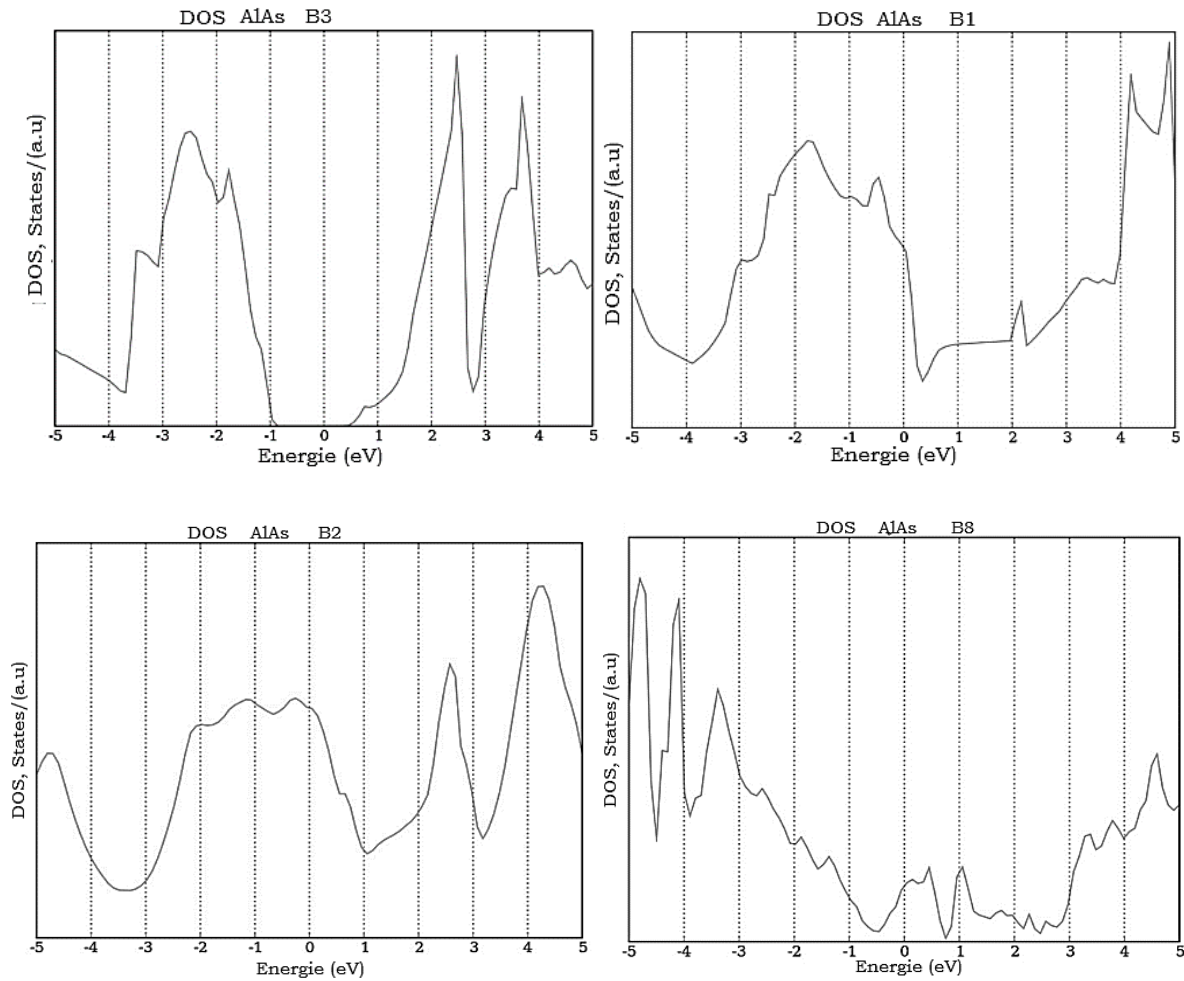 DOS AlAs B3
DOS, States/(a.u)
-5 -4 -3 -2 -1 0 1 2 3 4 5
Energie (eV)
DOS AlAs B1
DOS, States/(a.u)
-5 -4 -3 -2 -1 0 1 2 3 4 5
Energie (eV)
DOS AlAs B2
DOS, States/(a.u)
-5 -4 -3 -2 -1 0 1 2 3 4 5
Energie (eV)
DOS AlAs B8
DOS, States/(a.u)
-5 -4 -3 -2 -1 0 1 2 3 4 5
Energie (eV)